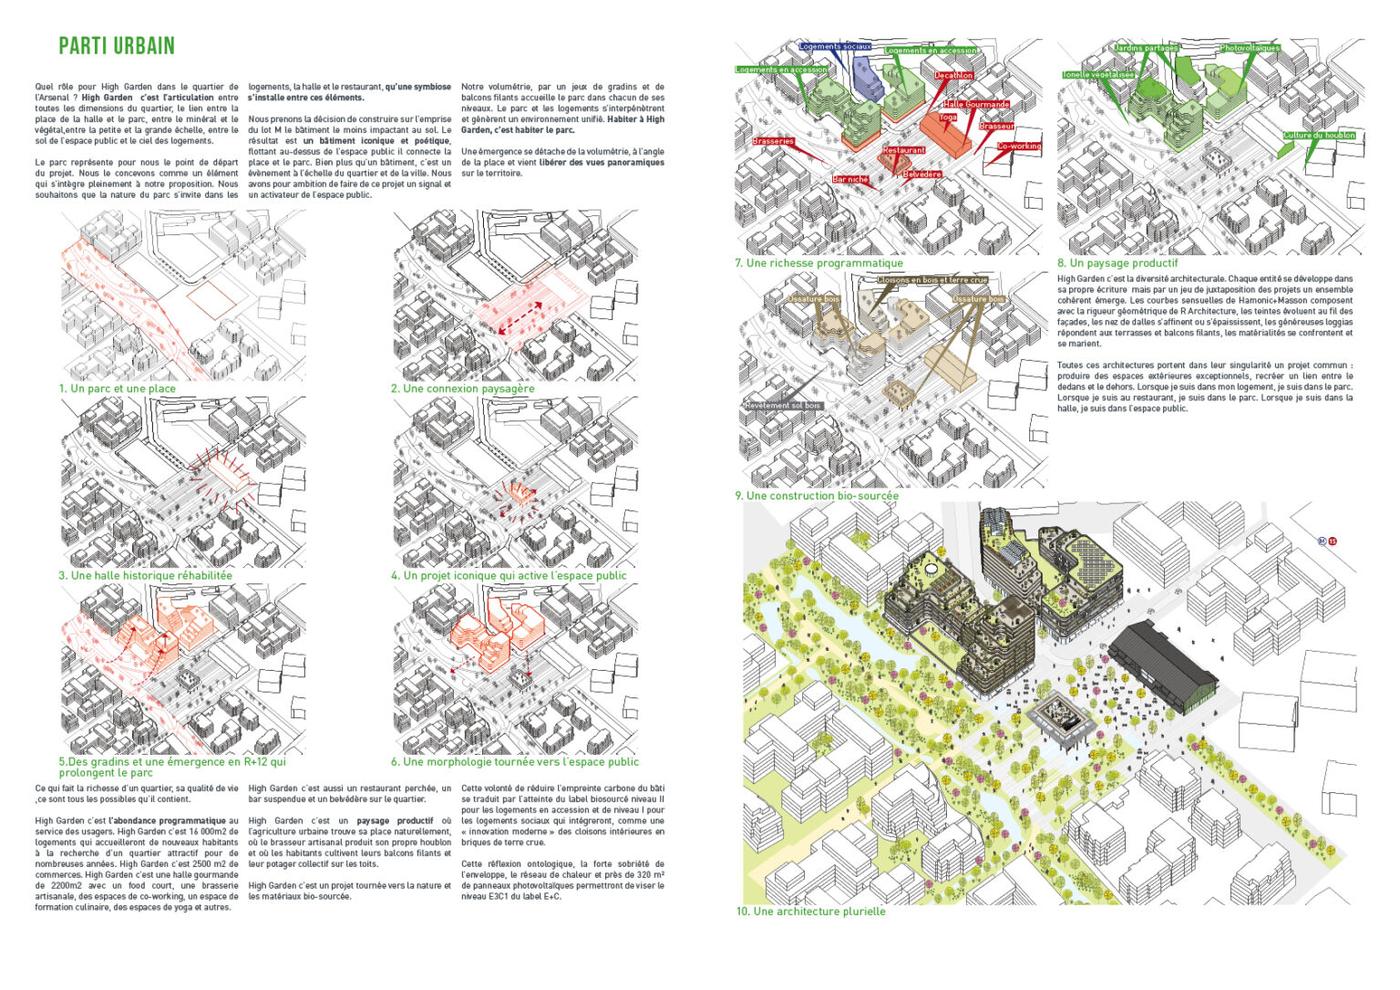 PARTI URBAIN
Quel rôle pour High Garden dans le quartier de
l'Arsenal ? High Garden c'est l'articulation entre
toutes les dimensions du quartier, le lien entre la
place de la halle et le parc, entre le minéral et le
végétal,entre la petite et la grande échelle, entre le
sol de l'espace public et le ciel des logements.
Le parc représente pour nous le point de départ
du projet. Nous le concevons comme un élément
qui s'intègre pleinement à notre proposition. Nous
souhaitons que la nature du parc s'invite dans les
logements, la halle et le restaurant, qu'une symbiose
s'installe entre ces éléments.
Nous prenons la décision de construire sur l'emprise
du lot M le bâtiment le moins impactant au sol. Le
résultat est un bâtiment iconique et poétique,
flottant au-dessus de l'espace public il connecte la
place et le parc. Bien plus qu'un bâtiment, c'est un
évènement à l'échelle du quartier et de la ville. Nous
avons pour ambition de faire de ce projet un signal et
un activateur de l'espace public.
Notre volumétrie, par un jeu de gradins et de
balcons filants accueille le parc dans chacun de ses
niveaux. Le parc et les logements s'interpénètrent
et génèrent un environnement unifié. Habiter à High
Garden, c'est habiter le parc.
Une émergence se détache de la volumétrie, à l'angle
de la place et vient libérer des vues panoramiques
sur le territoire.
1. Un parc et une place
2. Une connexion paysagère
3. Une halle historique réhabilitée
4. Un projet iconique qui active l'espace public
5.Des gradins et une émergence en R+12 qui
prolongent le parc
6. Une morphologie tournée vers l'espace public
Ce qui fait la richesse d'un quartier, sa qualité de vie
,ce sont tous les possibles qu'il contient.
High Garden c'est l'abondance programmatique au
service des usagers. High Garden c'est 16 000m2 de
logements qui accueilleront de nouveaux habitants
à la recherche d'un quartier attractif pour de
nombreuses années. High Garden c'est 2500 m2 de
commerces. High Garden c'est une halle gourmande
de 2200m2 avec un food court, une brasserie
artisanale, des espaces de co-working, un espace de
formation culinaire, des espaces de yoga et autres.
High Garden c'est aussi un restaurant perchée, un
bar suspendue et un belvédère sur le quartier.
High Garden c'est un paysage productif où
l'agriculture urbaine trouve sa place naturellement,
où le brasseur artisanal produit son propre houblon
et où les habitants cultivent leurs balcons filants et
leur potager collectif sur les toits.
High Garden c'est un projet tournée vers la nature et
les matériaux bio-sourcée.
Cette volonté de réduire l'empreinte carbone du bâti
se traduit par l'atteinte du label biosourcé niveau II
pour les logements en accession et de niveau I pour
les logements sociaux qui intégreront, comme une
« innovation moderne » des cloisons intérieures en
briques de terre crue.
Cette réflexion ontologique, la forte sobriété de
l'enveloppe, le réseau de chaleur et près de 320 m²
de panneaux photovoltaïques permettront de viser le
niveau E3C1 du label E+C.
Logements sociaux
Logements en accession
Logements en accession
Decathlon
Halle Gourmande
Yoga
Brasseur
Co-working
Brasseries
Restaurant
Bar niche
Belvédère
7. Une richesse programmatique
Jardins partagés
Photovoltaïques
Tonelle végétalisée
Culture du houblon
8. Un paysage productif
High Garden c'est la diversité architecturale. Chaque entité se développe dans
sa propre écriture mais par un jeu de juxtaposition des projets un ensemble
cohérent émerge. Les courbes sensuelles de Hamonic+Masson composent
avec la rigueur géométrique de R Architecture, les teintes évoluent au fil des
façades, les nez de dalles s'affinent ou s'épaississent, les généreuses loggias
répondent aux terrasses et balcons filants, les matérialités se confrontent et
se marient.
Toutes ces architectures portent dans leur singularité un projet commun :
produire des espaces extérieures exceptionnels, recréer un lien entre le
dedans et le dehors. Lorsque je suis dans mon logement, je suis dans le parc.
Lorsque je suis au restaurant, je suis dans le parc. Lorsque je suis dans la
halle, je suis dans l'espace public.
Cloisons en bois et terre crue
Ossature bois
Ossature bois
Revêtement sol bois
9. Une construction bio-sourcée
M 15
10. Une architecture plurielle